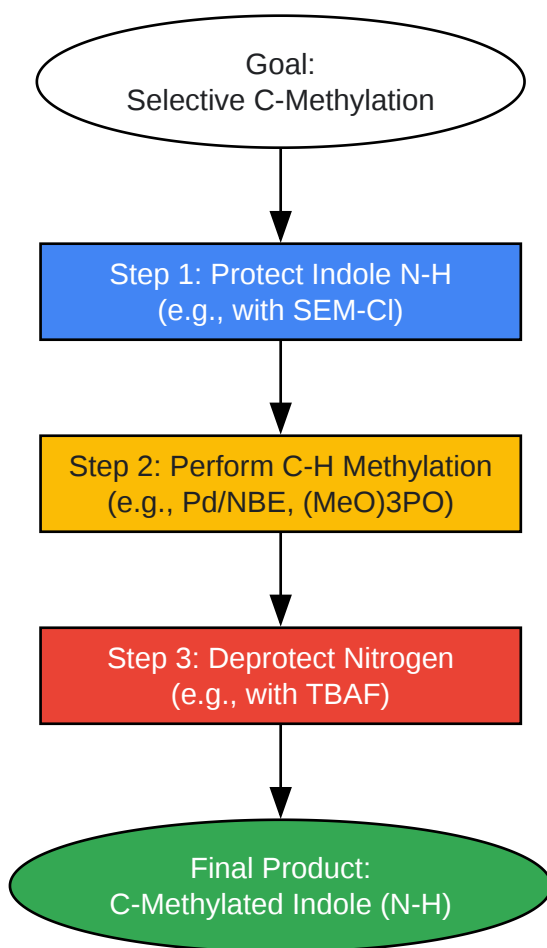 Goal:
Selective C-Methylation
Step 1: Protect Indole N-H
(e.g., with SEM-Cl)
Step 2: Perform C-H Methylation
(e.g., Pd/NBE, (MeO)3PO)
Step 3: Deprotect Nitrogen
(e.g., with TBAF)
Final Product:
C-Methylated Indole (N-H)